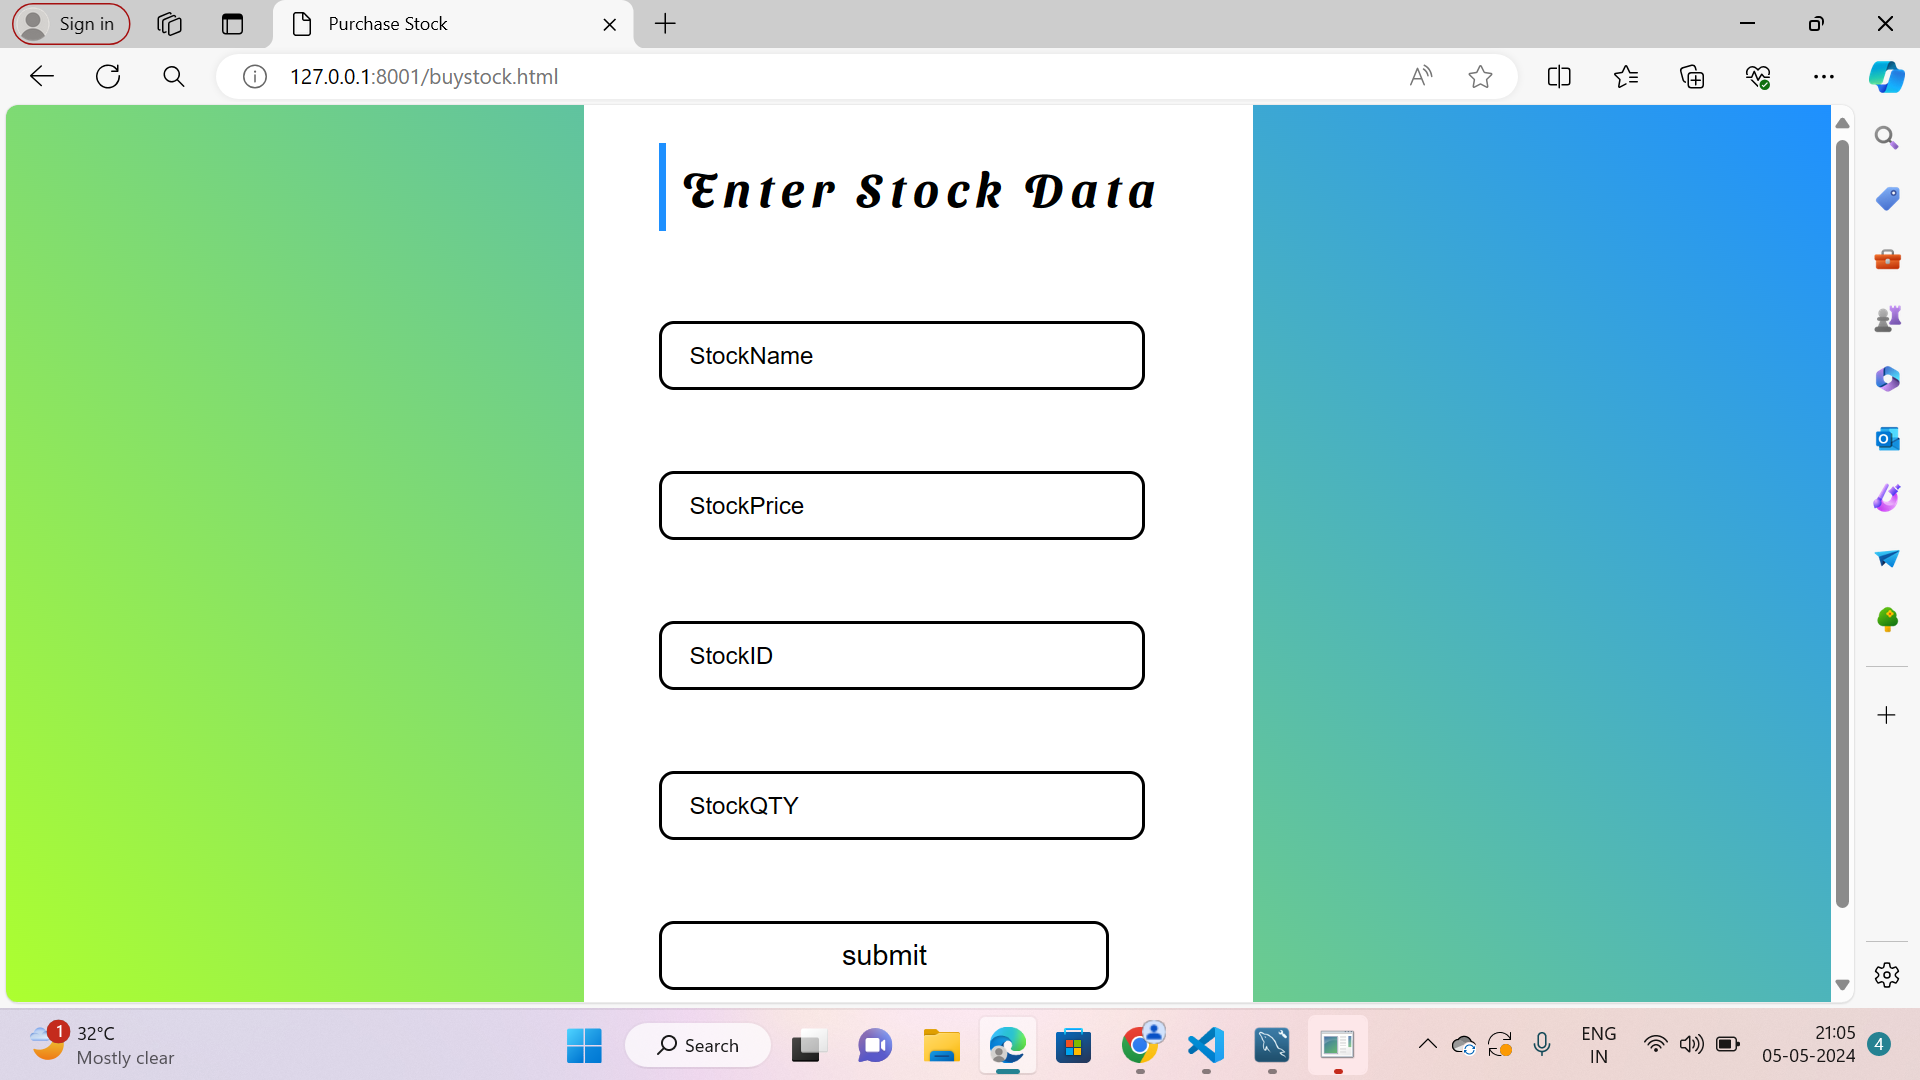 Sign in
Purchase Stock
127.0.0.1:8001/buystock.html
Enter Stock Data
StockName
StockPrice
StockID
StockQTY
submit
1
32°C
Mostly clear
Search
ENG
IN
21:05
05-05-2024
4